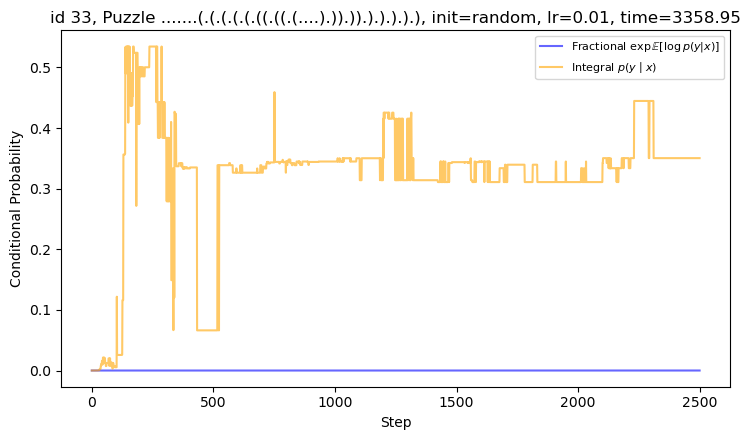 id 33, Puzzle .......(.(.(.(.(.((.((.(....).)).)).).).).).), init=random, lr=0.01, time=3358.95
Fractional exp𝔼[log p(y|x)]
Integral p(y | x)
Conditional Probability
0.5
0.4
0.3
0.2
0.1
0.0
0
500
1000
1500
2000
2500
Step